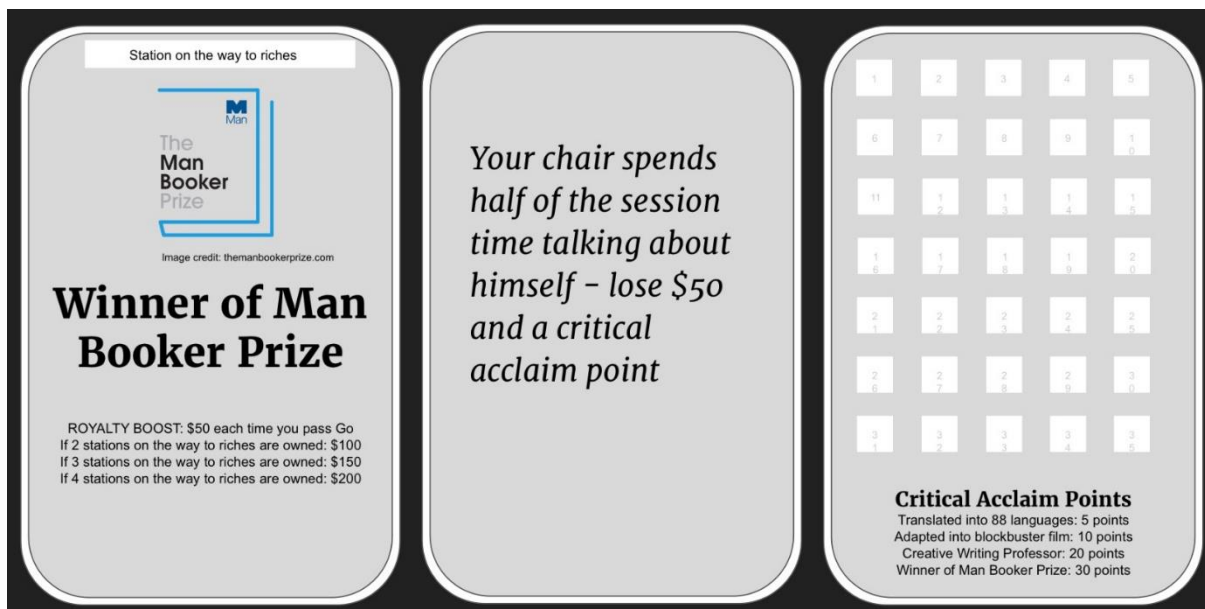 Station on the way to riches
M
Man
The
Man
Booker
Prize
Image credit: themanbookerprize.com
Winner of Man
Booker Prize
ROYALTY BOOST: $50 each time you pass Go
If 2 stations on the way to riches are owned: $100
If 3 stations on the way to riches are owned: $150
If 4 stations on the way to riches are owned: $200
Your chair spends
half of the session
time talking about
himself - lose $50
and a critical
acclaim point
1 2 3 4 5
6 7 8 9 10
11 12 13 14 15
16 17 18 19 20
21 22 23 24 25
26 27 28 29 30
31 32 33 34 35
Critical Acclaim Points
Translated into 88 languages: 5 points
Adapted into blockbuster film: 10 points
Creative Writing Professor: 20 points
Winner of Man Booker Prize: 30 points